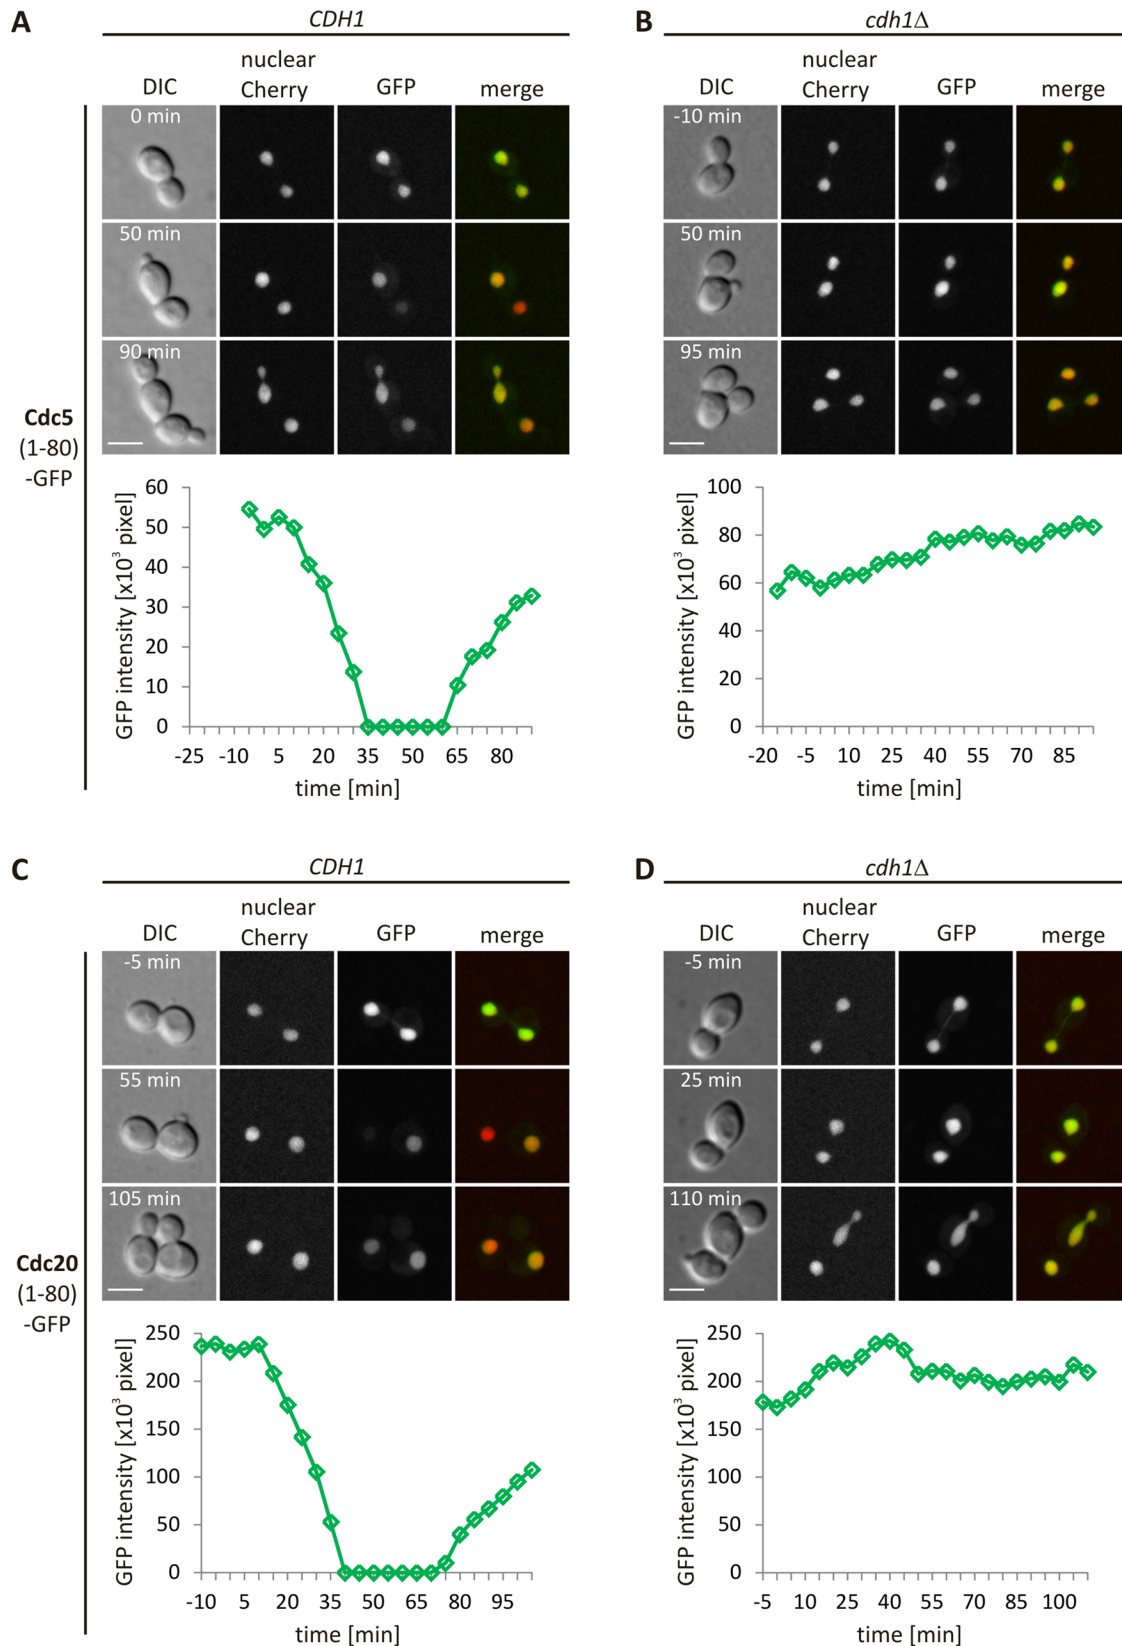 A
CDH1
DIC
nuclear
Cherry
GFP
merge
0 min
50 min
90 min
Cdc5
(1-80)
-GFP
GFP intensity [x10³ pixel]
60
50
40
30
20
10
0
-25 -10 5 20 35 50 65 80
time [min]
B
cdh1Δ
DIC
nuclear
Cherry
GFP
merge
-10 min
50 min
95 min
GFP intensity [x10³ pixel]
100
80
60
40
20
0
-20 -5 10 25 40 55 70 85
time [min]
C
CDH1
DIC
nuclear
Cherry
GFP
merge
-5 min
55 min
105 min
Cdc20
(1-80)
-GFP
GFP intensity [x10³ pixel]
250
200
150
100
50
0
-10 5 20 35 50 65 80 95
time [min]
D
cdh1Δ
DIC
nuclear
Cherry
GFP
merge
-5 min
25 min
110 min
GFP intensity [x10³ pixel]
250
200
150
100
50
0
-5 10 25 40 55 70 85 100
time [min]